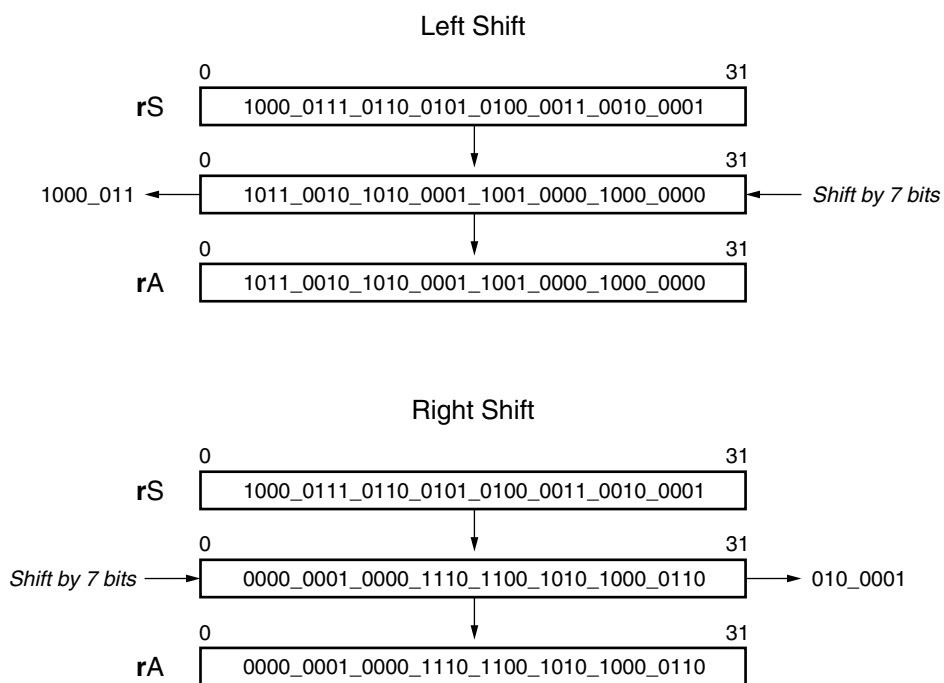 Left Shift
0 31
rS 1000_0111_0110_0101_0100_0011_0010_0001
0 31
1000_011 1011_0010_1010_0001_1001_0000_1000_0000 Shift by 7 bits
0 31
rA 1011_0010_1010_0001_1001_0000_1000_0000
Right Shift
0 31
rS 1000_0111_0110_0101_0100_0011_0010_0001
0 31
Shift by 7 bits 0000_0001_0000_1110_1100_1010_1000_0110 010_0001
0 31
rA 0000_0001_0000_1110_1100_1010_1000_0110